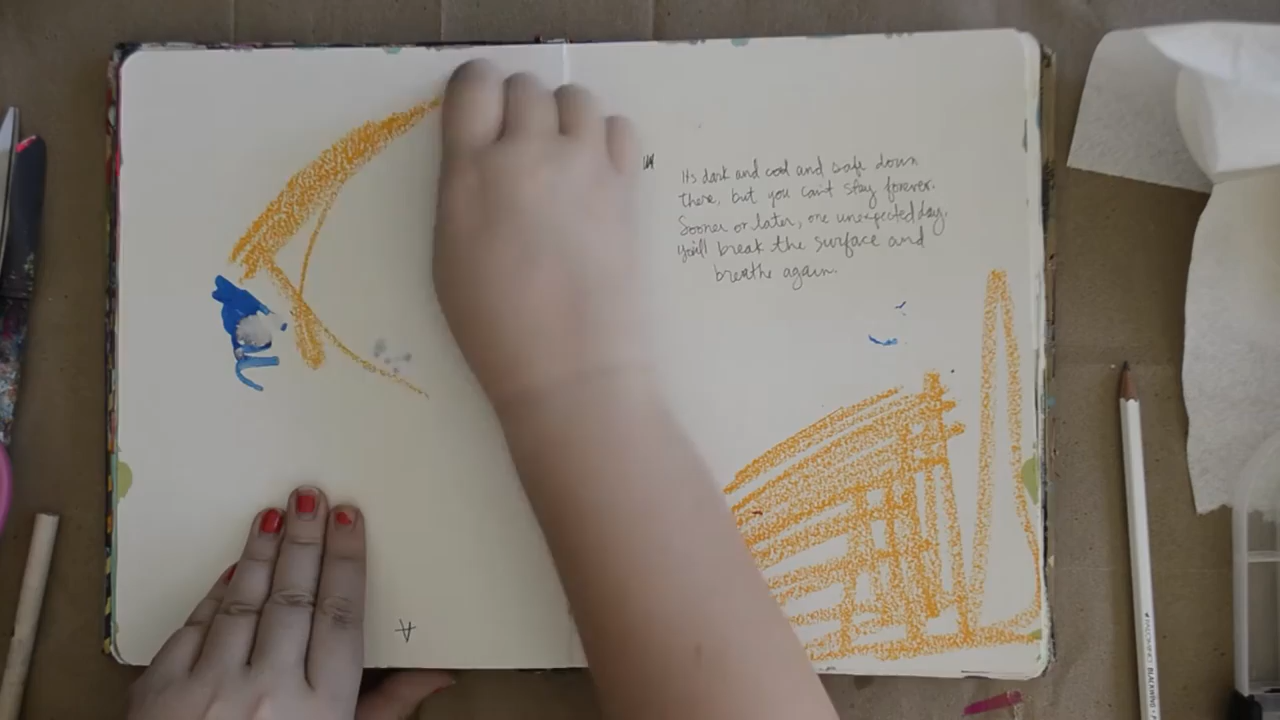 Its dark and cool and safe down
there, but you can't stay forever.
Sooner or later, one unexpected day,
you'll break the surface and
breathe again.